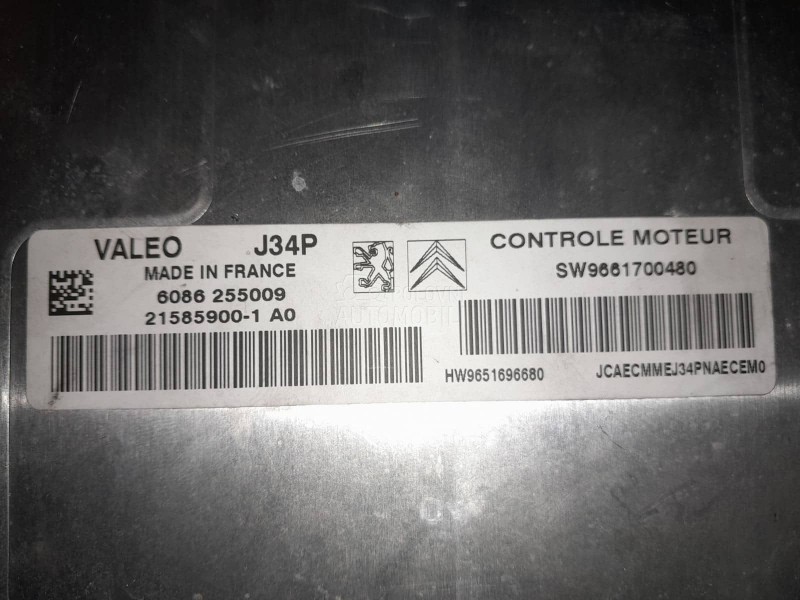 VALEO J34P
MADE IN FRANCE
6086 255009
21585900-1 A0
CONTROLE MOTEUR
SW9661700480
HW9651696680 JCAECMMEJ34PNAECEM0